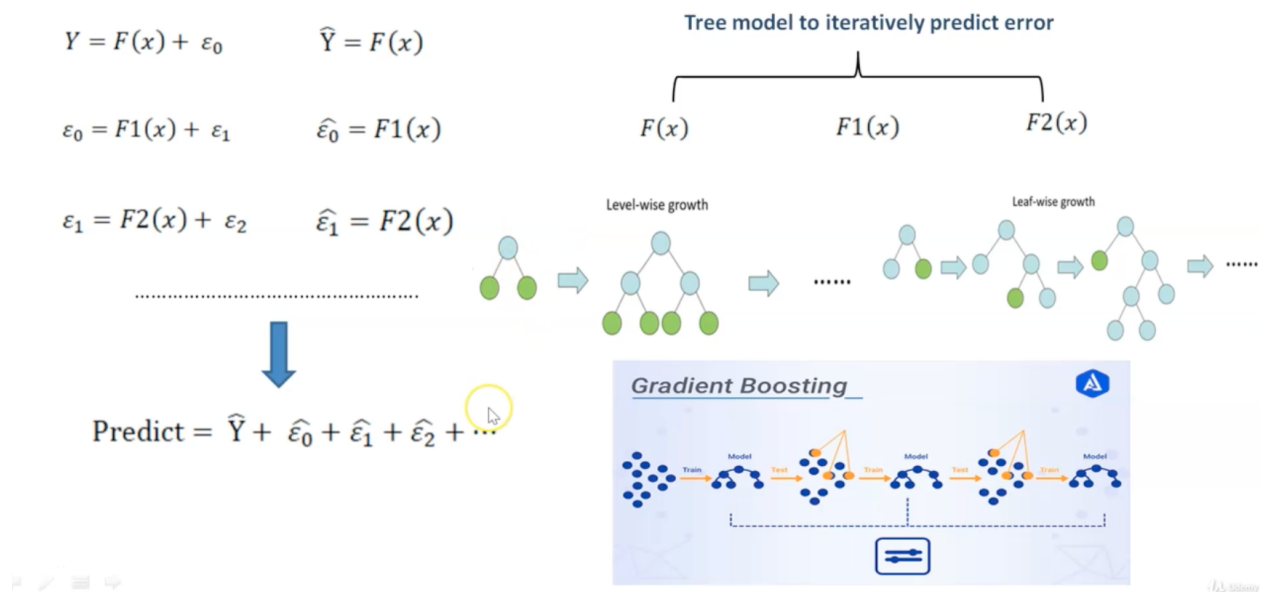 Tree model to iteratively predict error
Y = F(x) + ε₀
Ŷ = F(x)
F(x)
F1(x)
F2(x)
ε₀ = F1(x) + ε₁
ε̂₀ = F1(x)
ε₁ = F2(x) + ε₂
ε̂₁ = F2(x)
Level-wise growth
Leaf-wise growth
......
......
................................................
Predict = Ŷ + ε̂₀ + ε̂₁ + ε̂₂ + ...
Gradient Boosting
Model
Model
Model
Train
Test
Train
Test
Train
Udemy